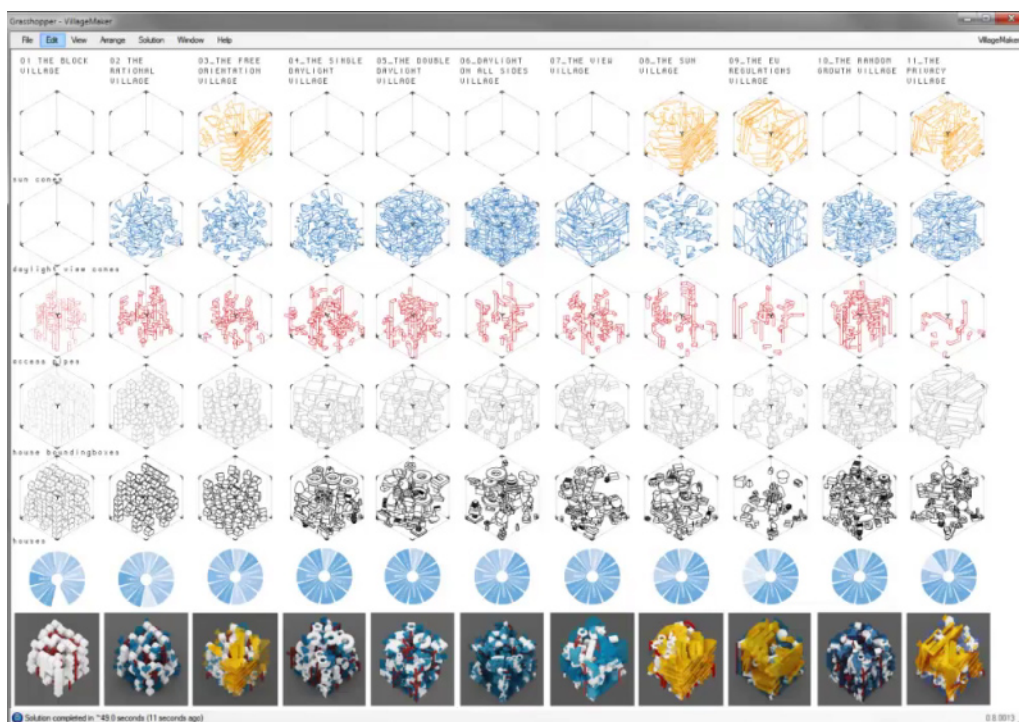 Grasshopper - VillageMaker
File Edit View Arrange Solution Window Help VillageMaker
01 THE BLOCK
VILLAGE
02 THE
RATIONAL
VILLAGE
03_THE FREE
ORIENTATION
VILLAGE
04_THE SINGLE
DAYLIGHT
VILLAGE
05_THE DOUBLE
DAYLIGHT
VILLAGE
06_DAYLIGHT
ON ALL SIDES
VILLAGE
07_THE VIEW
VILLAGE
08_THE SUN
VILLAGE
09_THE EU
REGULATIONS
VILLAGE
10_THE RANDOM
GROWTH VILLAGE
11_THE
PRIVACY
VILLAGE
sun cones
daylight view cones
access pipes
house boundingboxes
houses
Solution completed in ~49.0 seconds (11 seconds ago) 0.8.0013